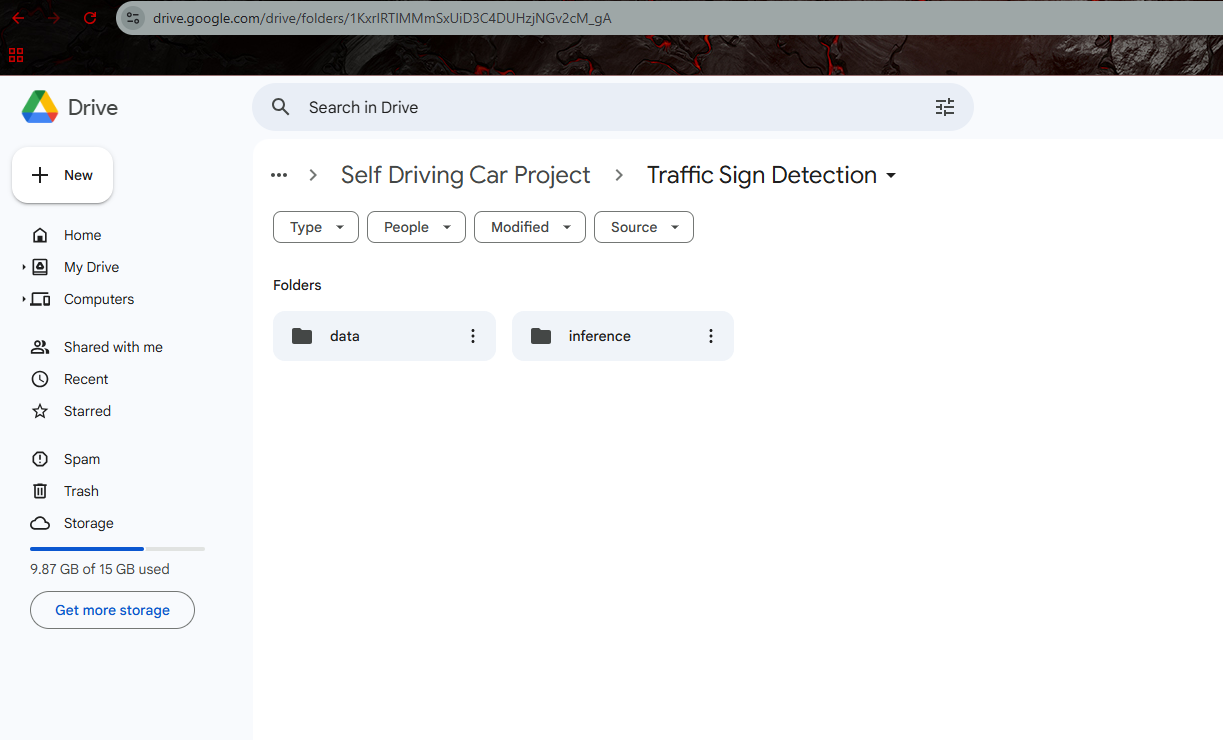 drive.google.com/drive/folders/1KxrlRTIMMmSxUiD3C4DUHzjNGv2cM_gA
Drive
Search in Drive
New
... > Self Driving Car Project > Traffic Sign Detection
Type
People
Modified
Source
Home
My Drive
Computers
Folders
data
inference
Shared with me
Recent
Starred
Spam
Trash
Storage
9.87 GB of 15 GB used
Get more storage